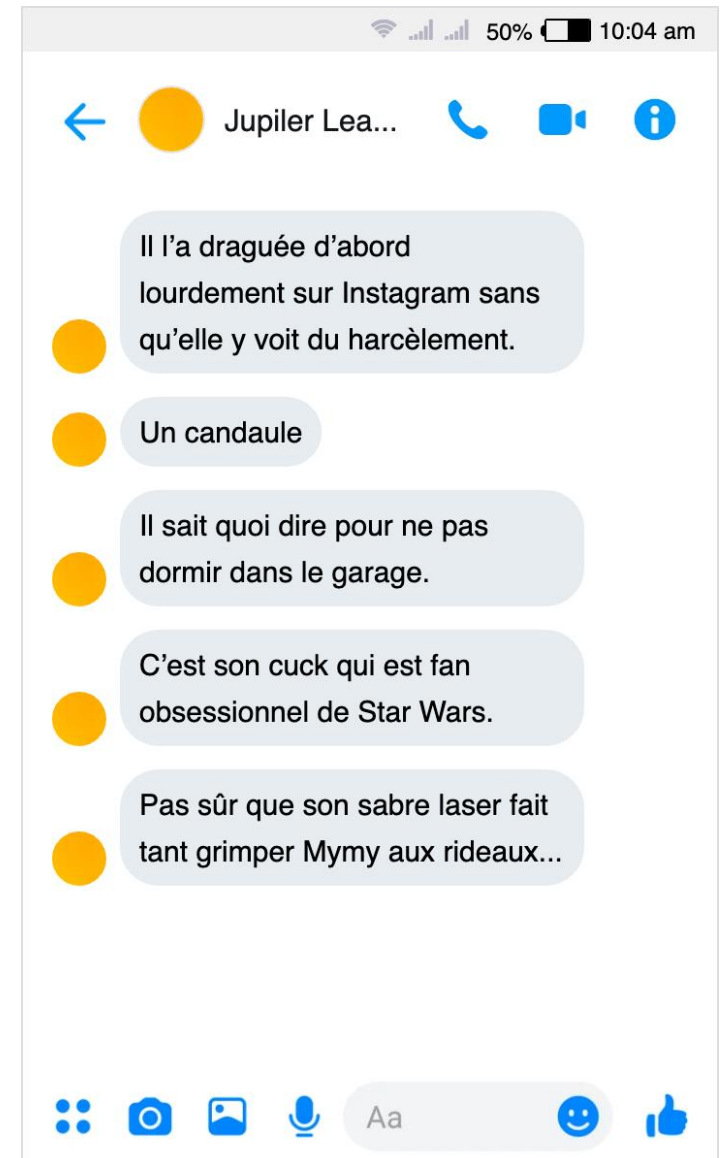 50% 10:04 am
Jupiler Lea...
Il l’a draguée d’abord
lourdement sur Instagram sans
qu’elle y voit du harcèlement.
Un candaule
Il sait quoi dire pour ne pas
dormir dans le garage.
C’est son cuck qui est fan
obsessionnel de Star Wars.
Pas sûr que son sabre laser fait
tant grimper Mymy aux rideaux...
Aa